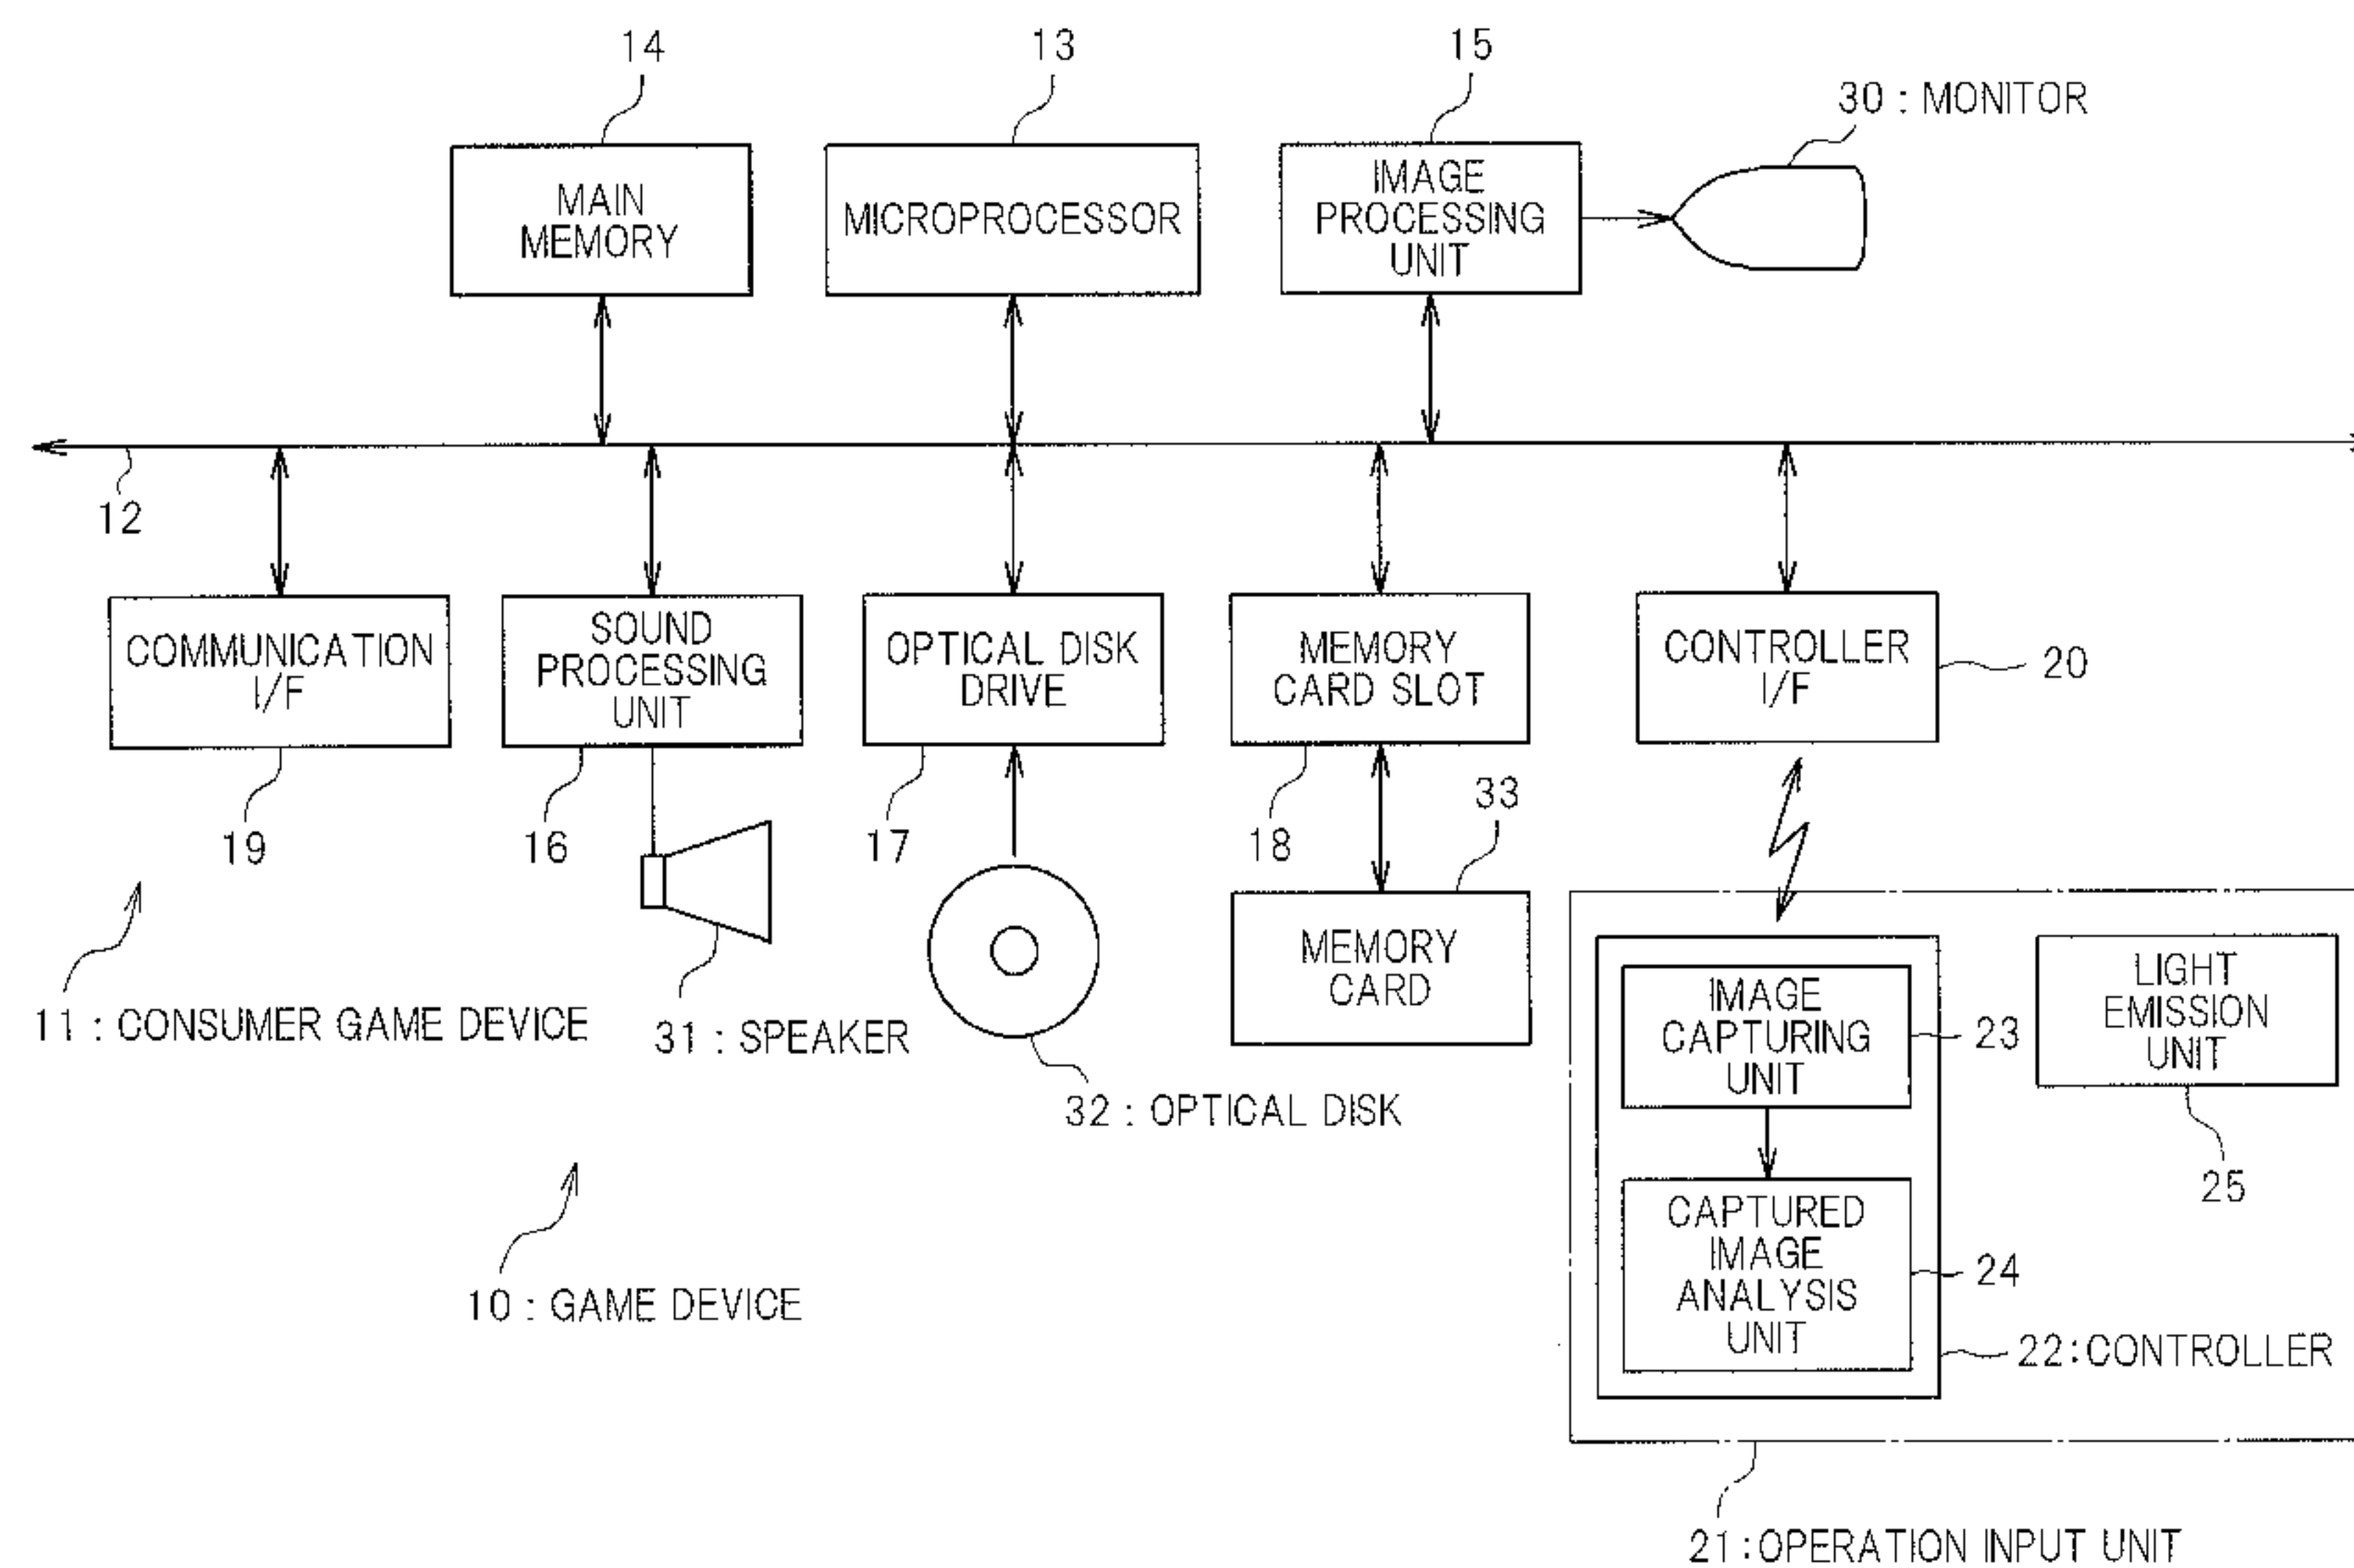 14
13
15
30 : MONITOR
MAIN
MEMORY
MICROPROCESSOR
IMAGE
PROCESSING
UNIT
12
COMMUNICATION
I/F
SOUND
PROCESSING
UNIT
OPTICAL DISK
DRIVE
MEMORY
CARD SLOT
CONTROLLER
I/F
20
19
16
17
18
33
11 : CONSUMER GAME DEVICE
31 : SPEAKER
32 : OPTICAL DISK
MEMORY
CARD
IMAGE
CAPTURING
UNIT
23
LIGHT
EMISSION
UNIT
25
CAPTURED
IMAGE
ANALYSIS
UNIT
24
22:CONTROLLER
10 : GAME DEVICE
21:OPERATION INPUT UNIT